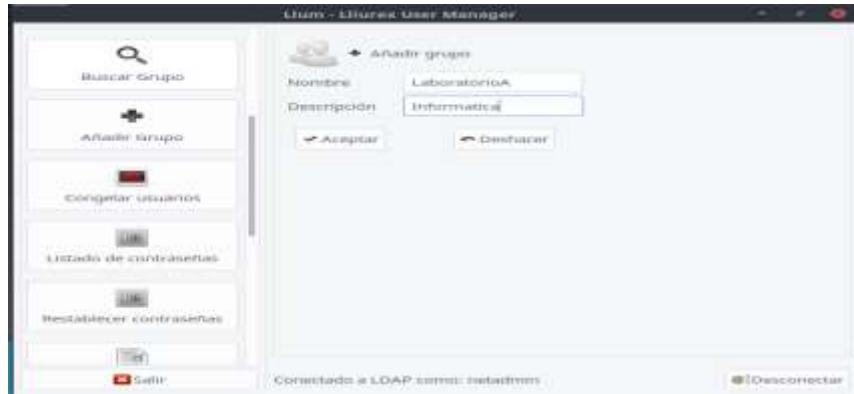 Llum - Lliurex User Manager
Buscar Grupo
Añadir Grupo
Congelar usuarios
Listado de contraseñas
Restablecer contraseñas
Salir
Añadir grupo
Nombre
LaboratorioA
Descripción
Informatica
Aceptar
Deshacer
Conectado a LDAP como: netadmin
Desconectar